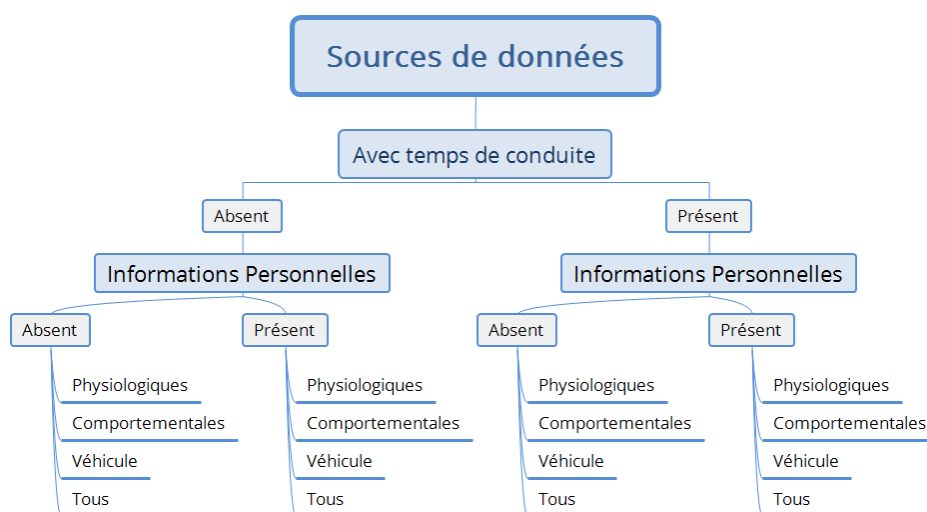 Sources de données
Avec temps de conduite
Absent
Présent
Informations Personnelles
Informations Personnelles
Absent
Présent
Absent
Présent
Physiologiques
Physiologiques
Physiologiques
Physiologiques
Comportementales
Comportementales
Comportementales
Comportementales
Véhicule
Véhicule
Véhicule
Véhicule
Tous
Tous
Tous
Tous